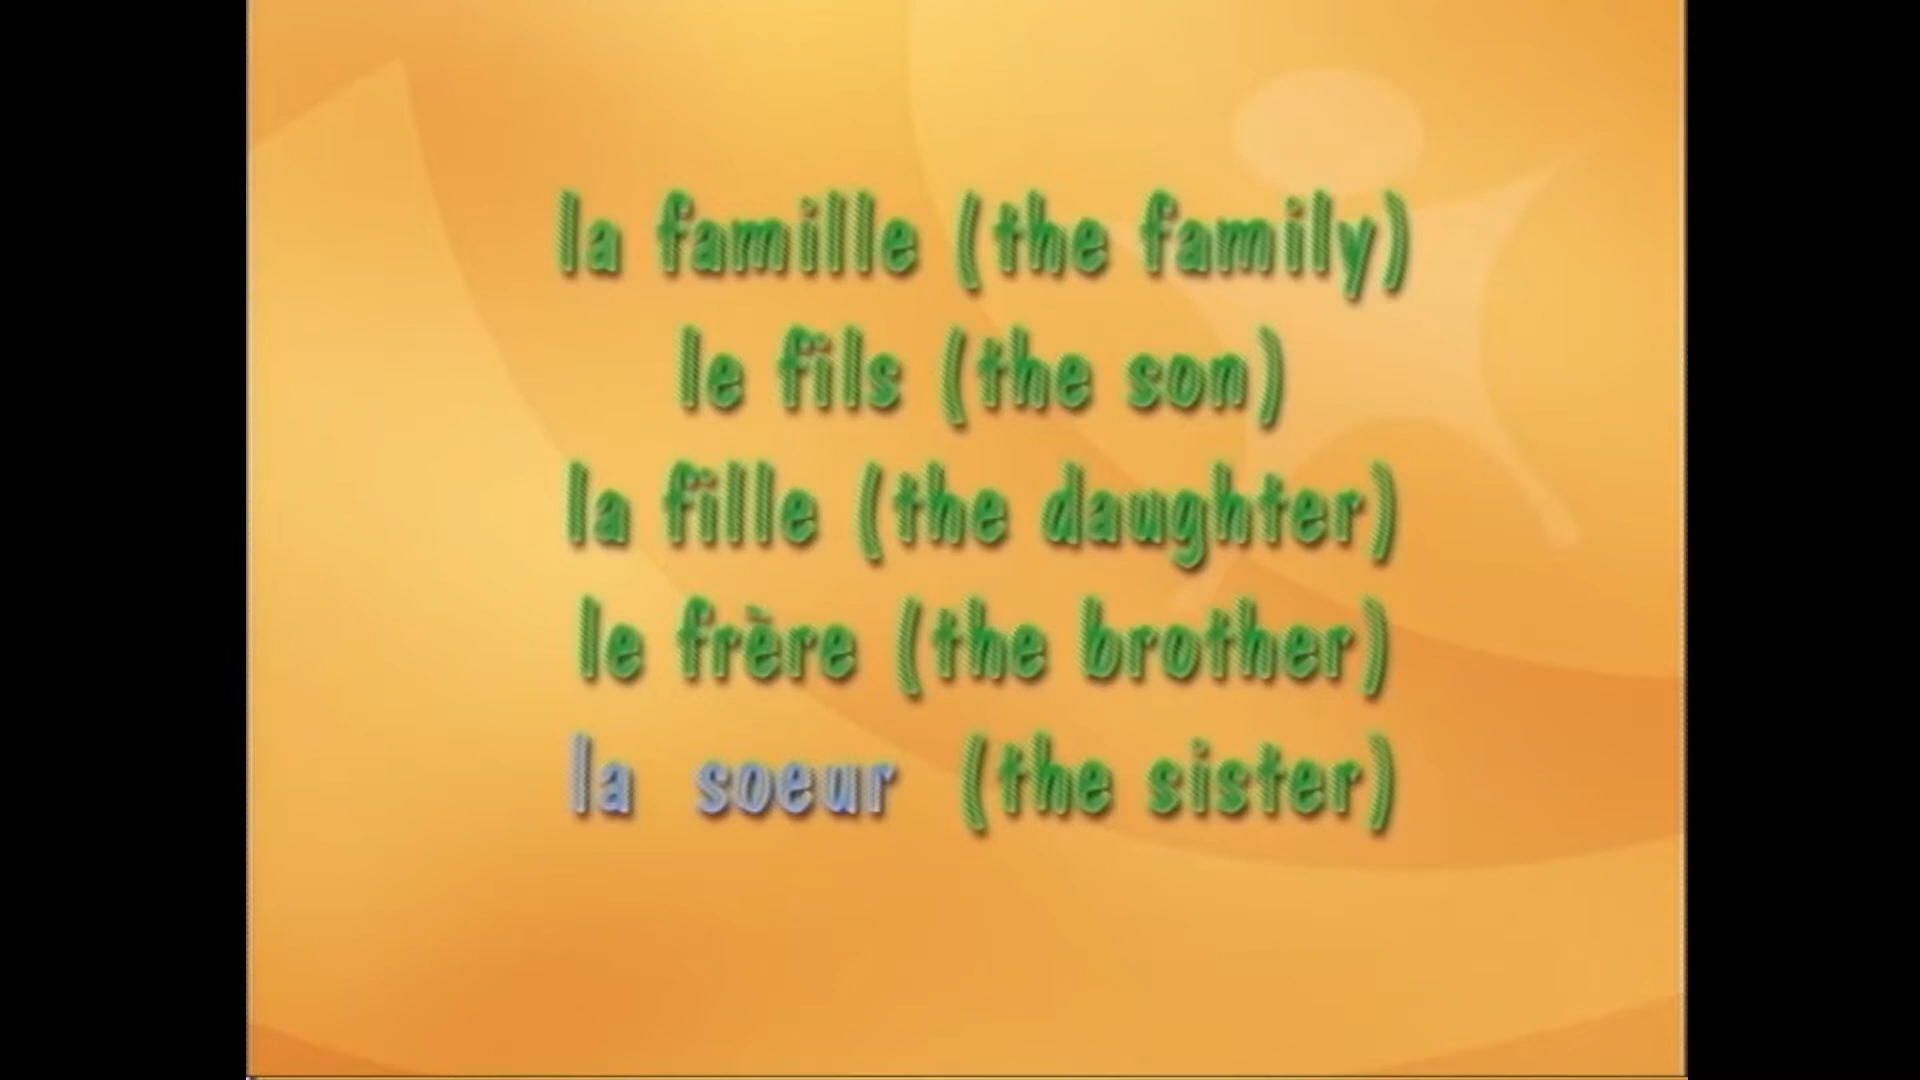 la famille (the family)
le fils (the son)
la fille (the daughter)
le frère (the brother)
la soeur (the sister)